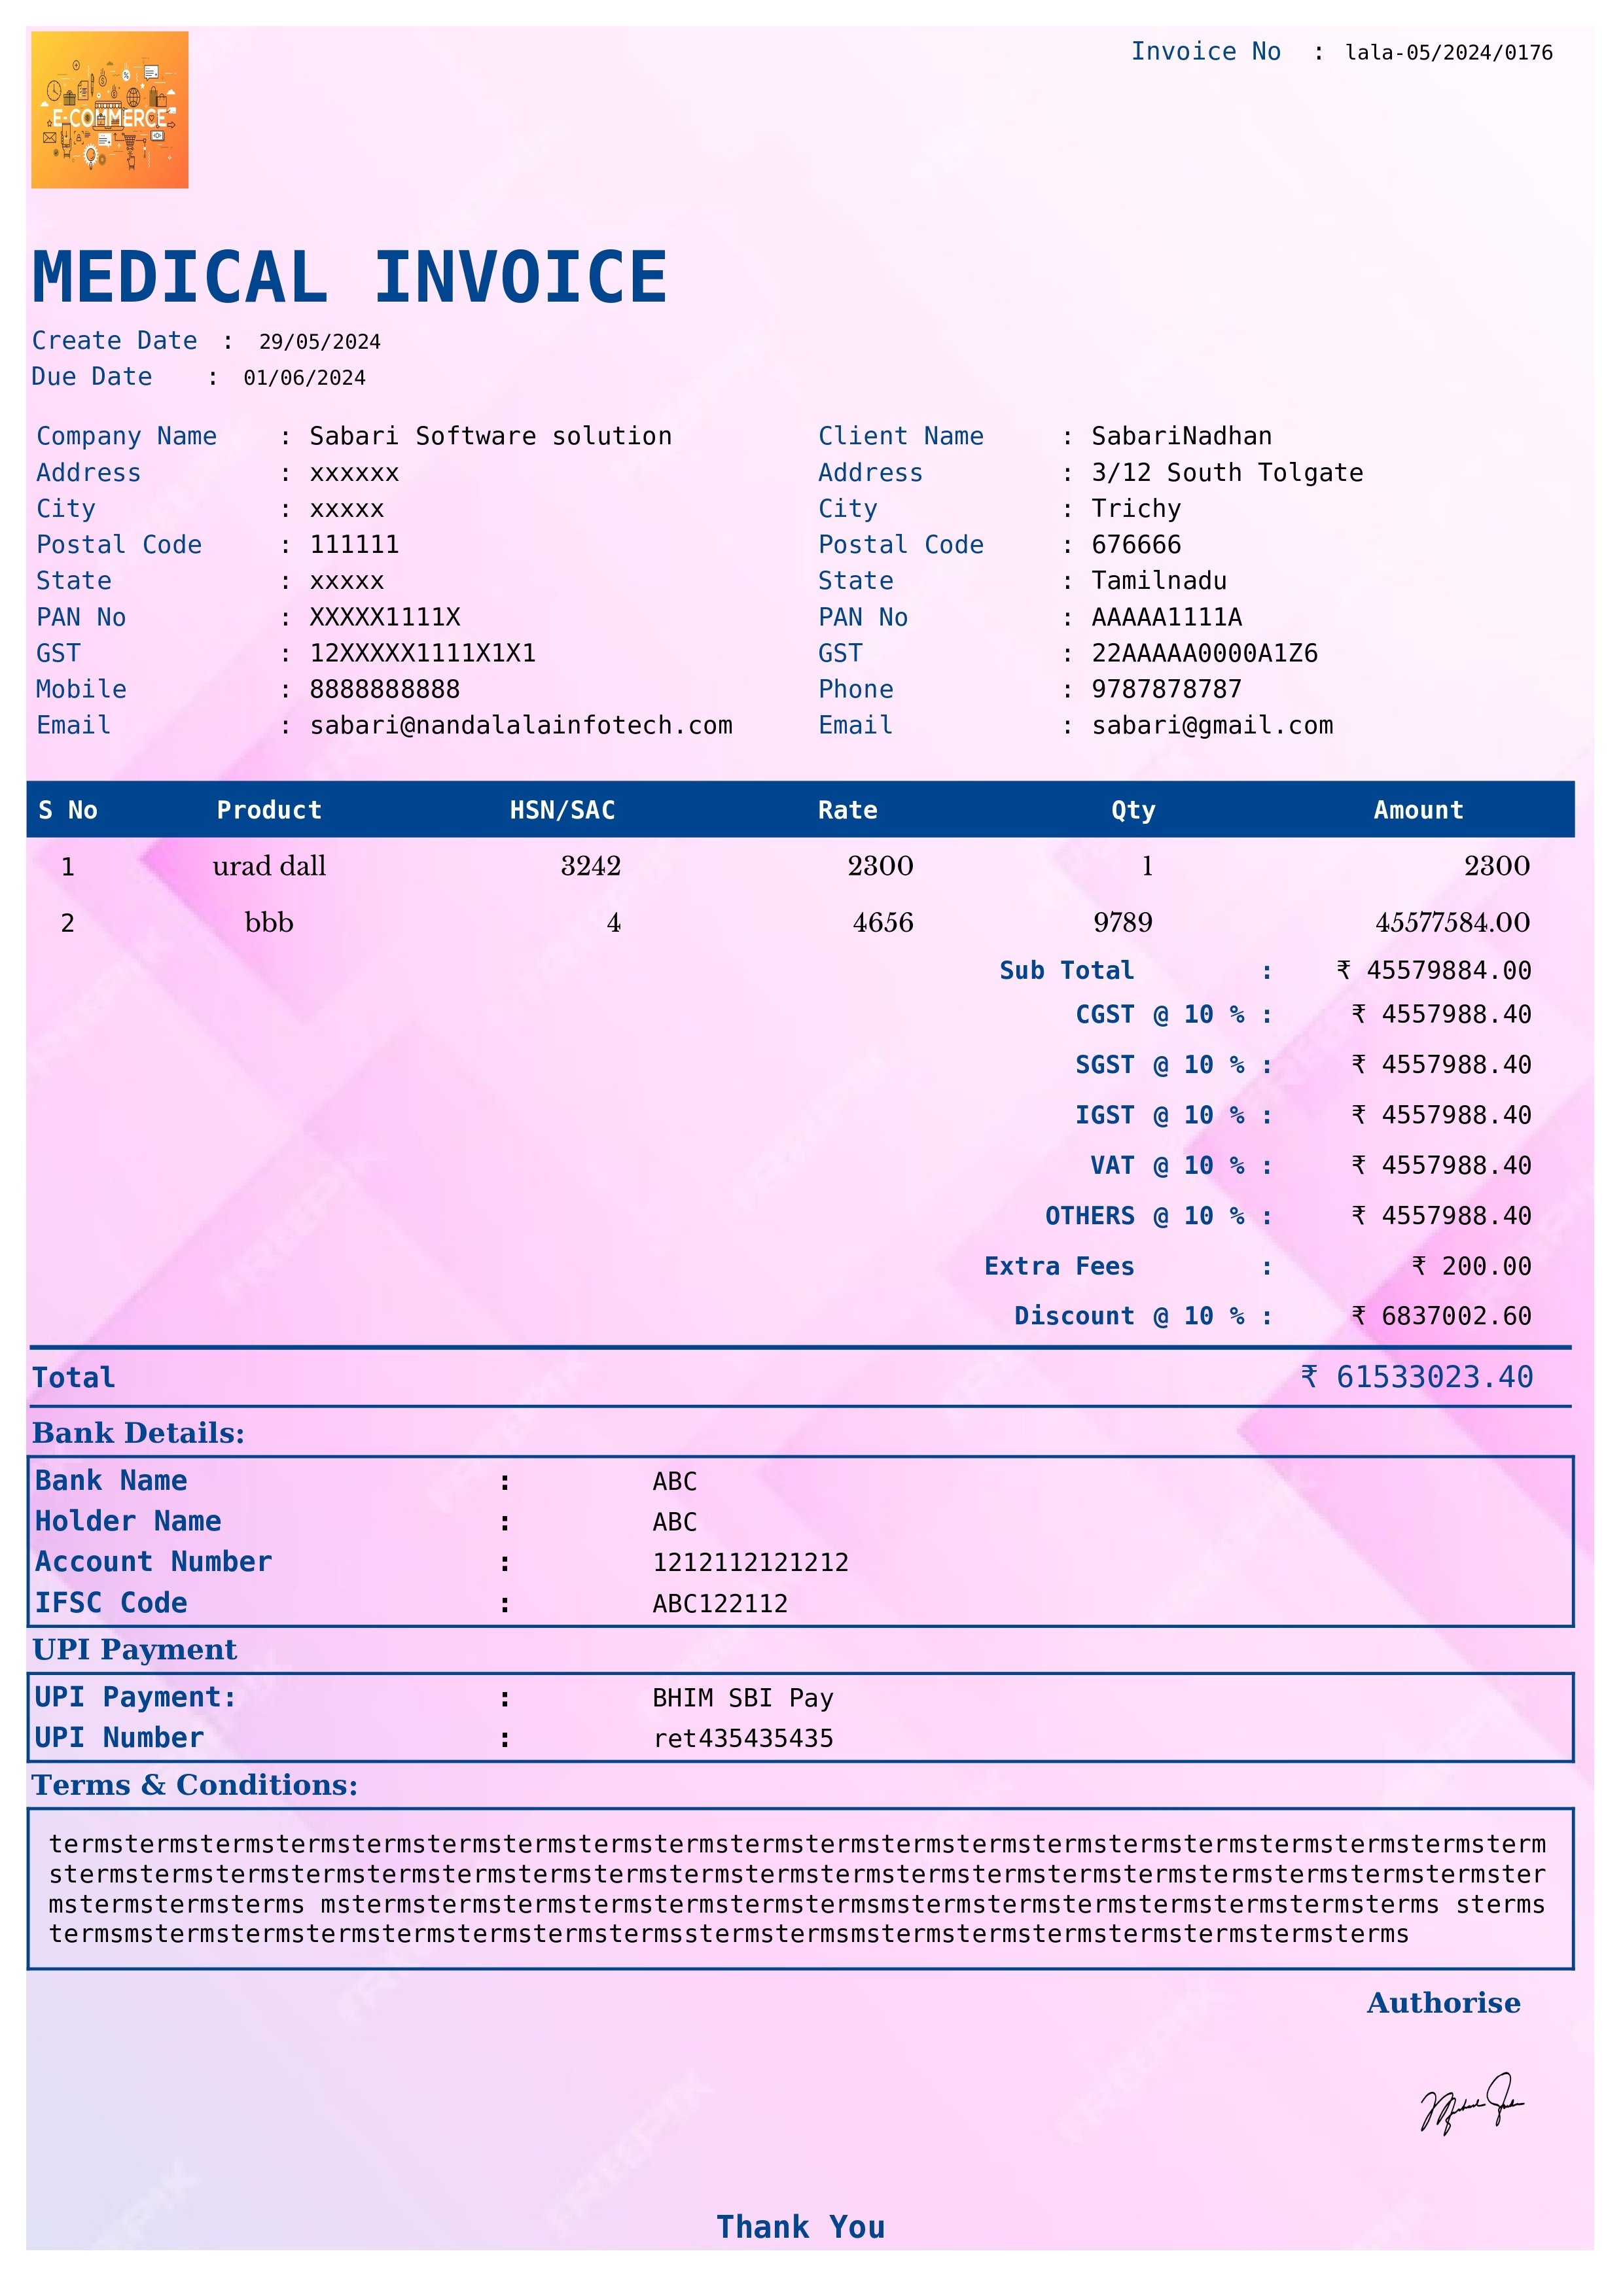 E-COMMERCE
Invoice No : lala-05/2024/0176
MEDICAL INVOICE
Create Date : 29/05/2024
Due Date : 01/06/2024
Company Name : Sabari Software solution Client Name : SabariNadhan
Address : xxxxxx Address : 3/12 South Tolgate
City : xxxxx City : Trichy
Postal Code : 111111 Postal Code : 676666
State : xxxxx State : Tamilnadu
PAN No : XXXXX1111X PAN No : AAAAA1111A
GST : 12XXXXX1111X1X1 GST : 22AAAAA0000A1Z6
Mobile : 8888888888 Phone : 9787878787
Email : sabari@nandalalainfotech.com Email : sabari@gmail.com
S No Product HSN/SAC Rate Qty Amount
1 urad dall 3242 2300 1 2300
2 bbb 4 4656 9789 45577584.00
Sub Total : ₹ 45579884.00
CGST @ 10 % : ₹ 4557988.40
SGST @ 10 % : ₹ 4557988.40
IGST @ 10 % : ₹ 4557988.40
VAT @ 10 % : ₹ 4557988.40
OTHERS @ 10 % : ₹ 4557988.40
Extra Fees : ₹ 200.00
Discount @ 10 % : ₹ 6837002.60
Total ₹ 61533023.40
Bank Details:
Bank Name : ABC
Holder Name : ABC
Account Number : 1212112121212
IFSC Code : ABC122112
UPI Payment
UPI Payment: : BHIM SBI Pay
UPI Number : ret435435435
Terms & Conditions:
termstermstermstermstermstermstermstermstermstermstermstermstermstermstermstermstermstermstermsterm
stermstermstermstermstermstermstermstermstermstermstermstermstermstermstermstermstermstermstermster
mstermstermsterms mstermstermstermstermstermstermstermsmstermstermstermstermstermstermsterms sterms
termsmstermstermstermstermstermstermstermsstermstermsmstermstermstermstermstermstermsterms
Authorise
Thank You